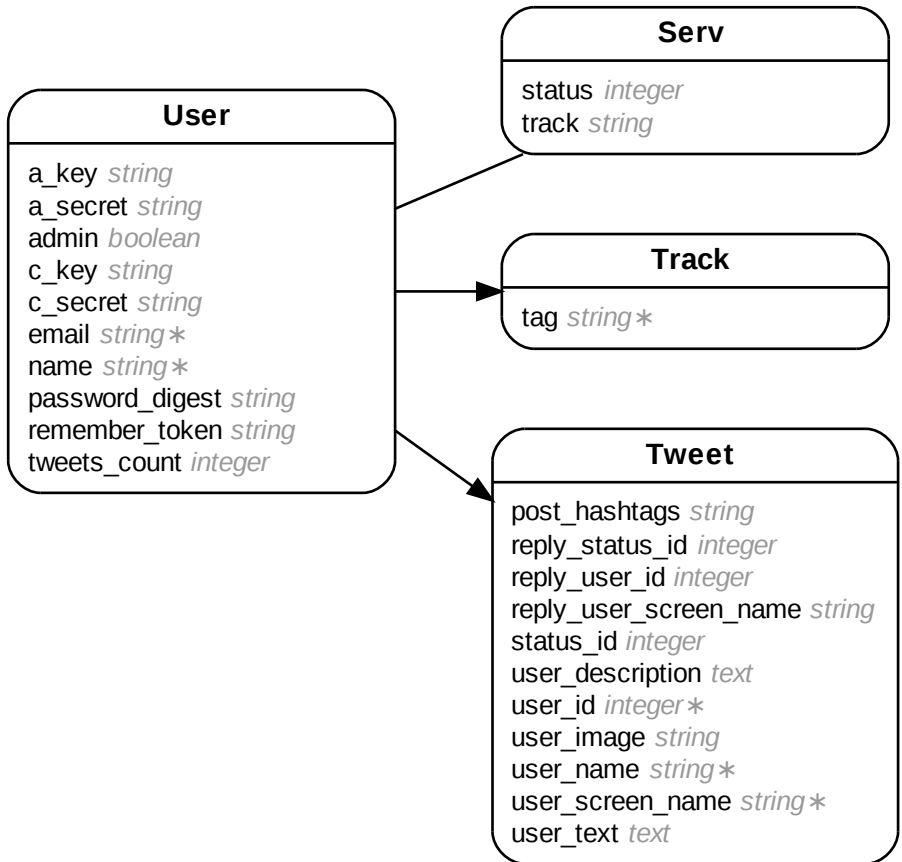 User
a_key string
a_secret string
admin boolean
c_key string
c_secret string
email string∗
name string∗
password_digest string
remember_token string
tweets_count integer
Serv
status integer
track string
Track
tag string∗
Tweet
post_hashtags string
reply_status_id integer
reply_user_id integer
reply_user_screen_name string
status_id integer
user_description text
user_id integer∗
user_image string
user_name string∗
user_screen_name string∗
user_text text